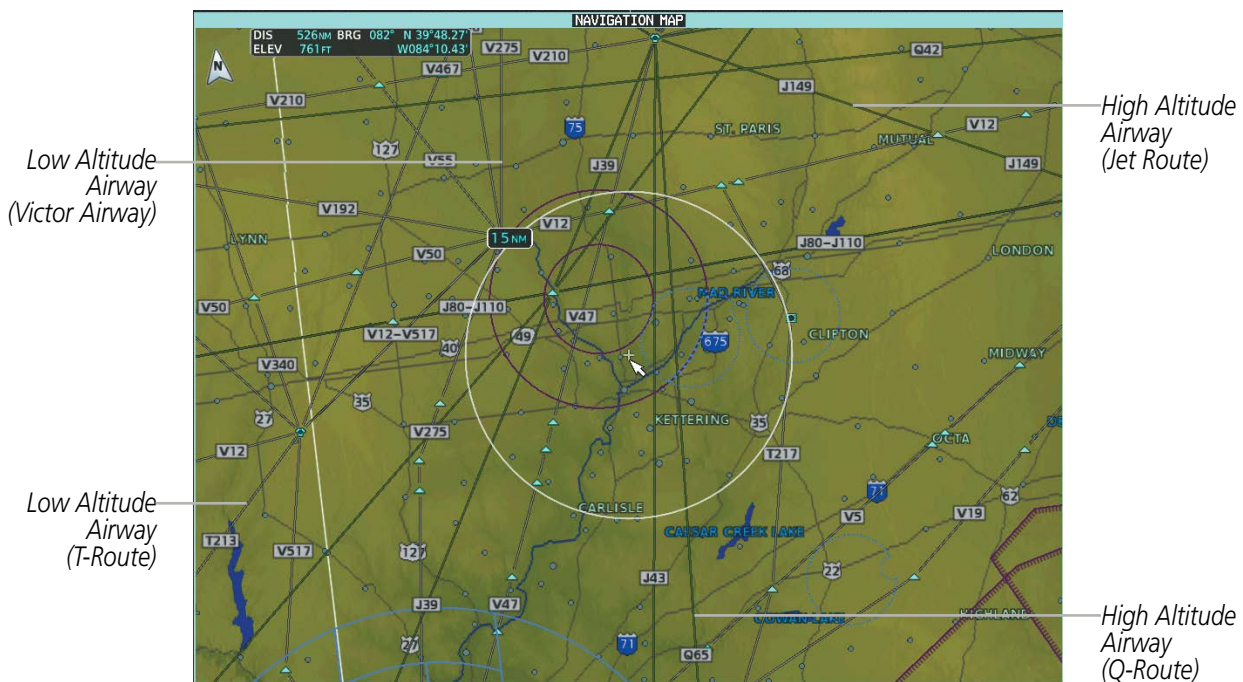 NAVIGATION MAP
DIS 526NM BRG 082° N 39°48.27'
ELEV 761FT W084°10.43'
N
V275
V210
Q42
V467
J149
V210
V12
75
ST. PARIS
MUTUAL
High Altitude
Airway
(Jet Route)
127
V55
J39
J149
Low Altitude
Airway
(Victor Airway)
V192
V12
LYNN
15NM
J80-J110
LONDON
V50
68
MAD RIVER
V50
J80-J110
V47
V12-V517
49
CLIPTON
40
675
MIDWAY
V340
35
27
KETTERING
35
V275
OCTA
V12
T217
71
62
Low Altitude
Airway
(T-Route)
CARLISLE
V5
V19
CAESAR CREEK LAKE
T213
V517
127
22
J43
J39
V47
COWAN LAKE
HIGHLAND
High Altitude
Airway
(Q-Route)
27
71
Q65